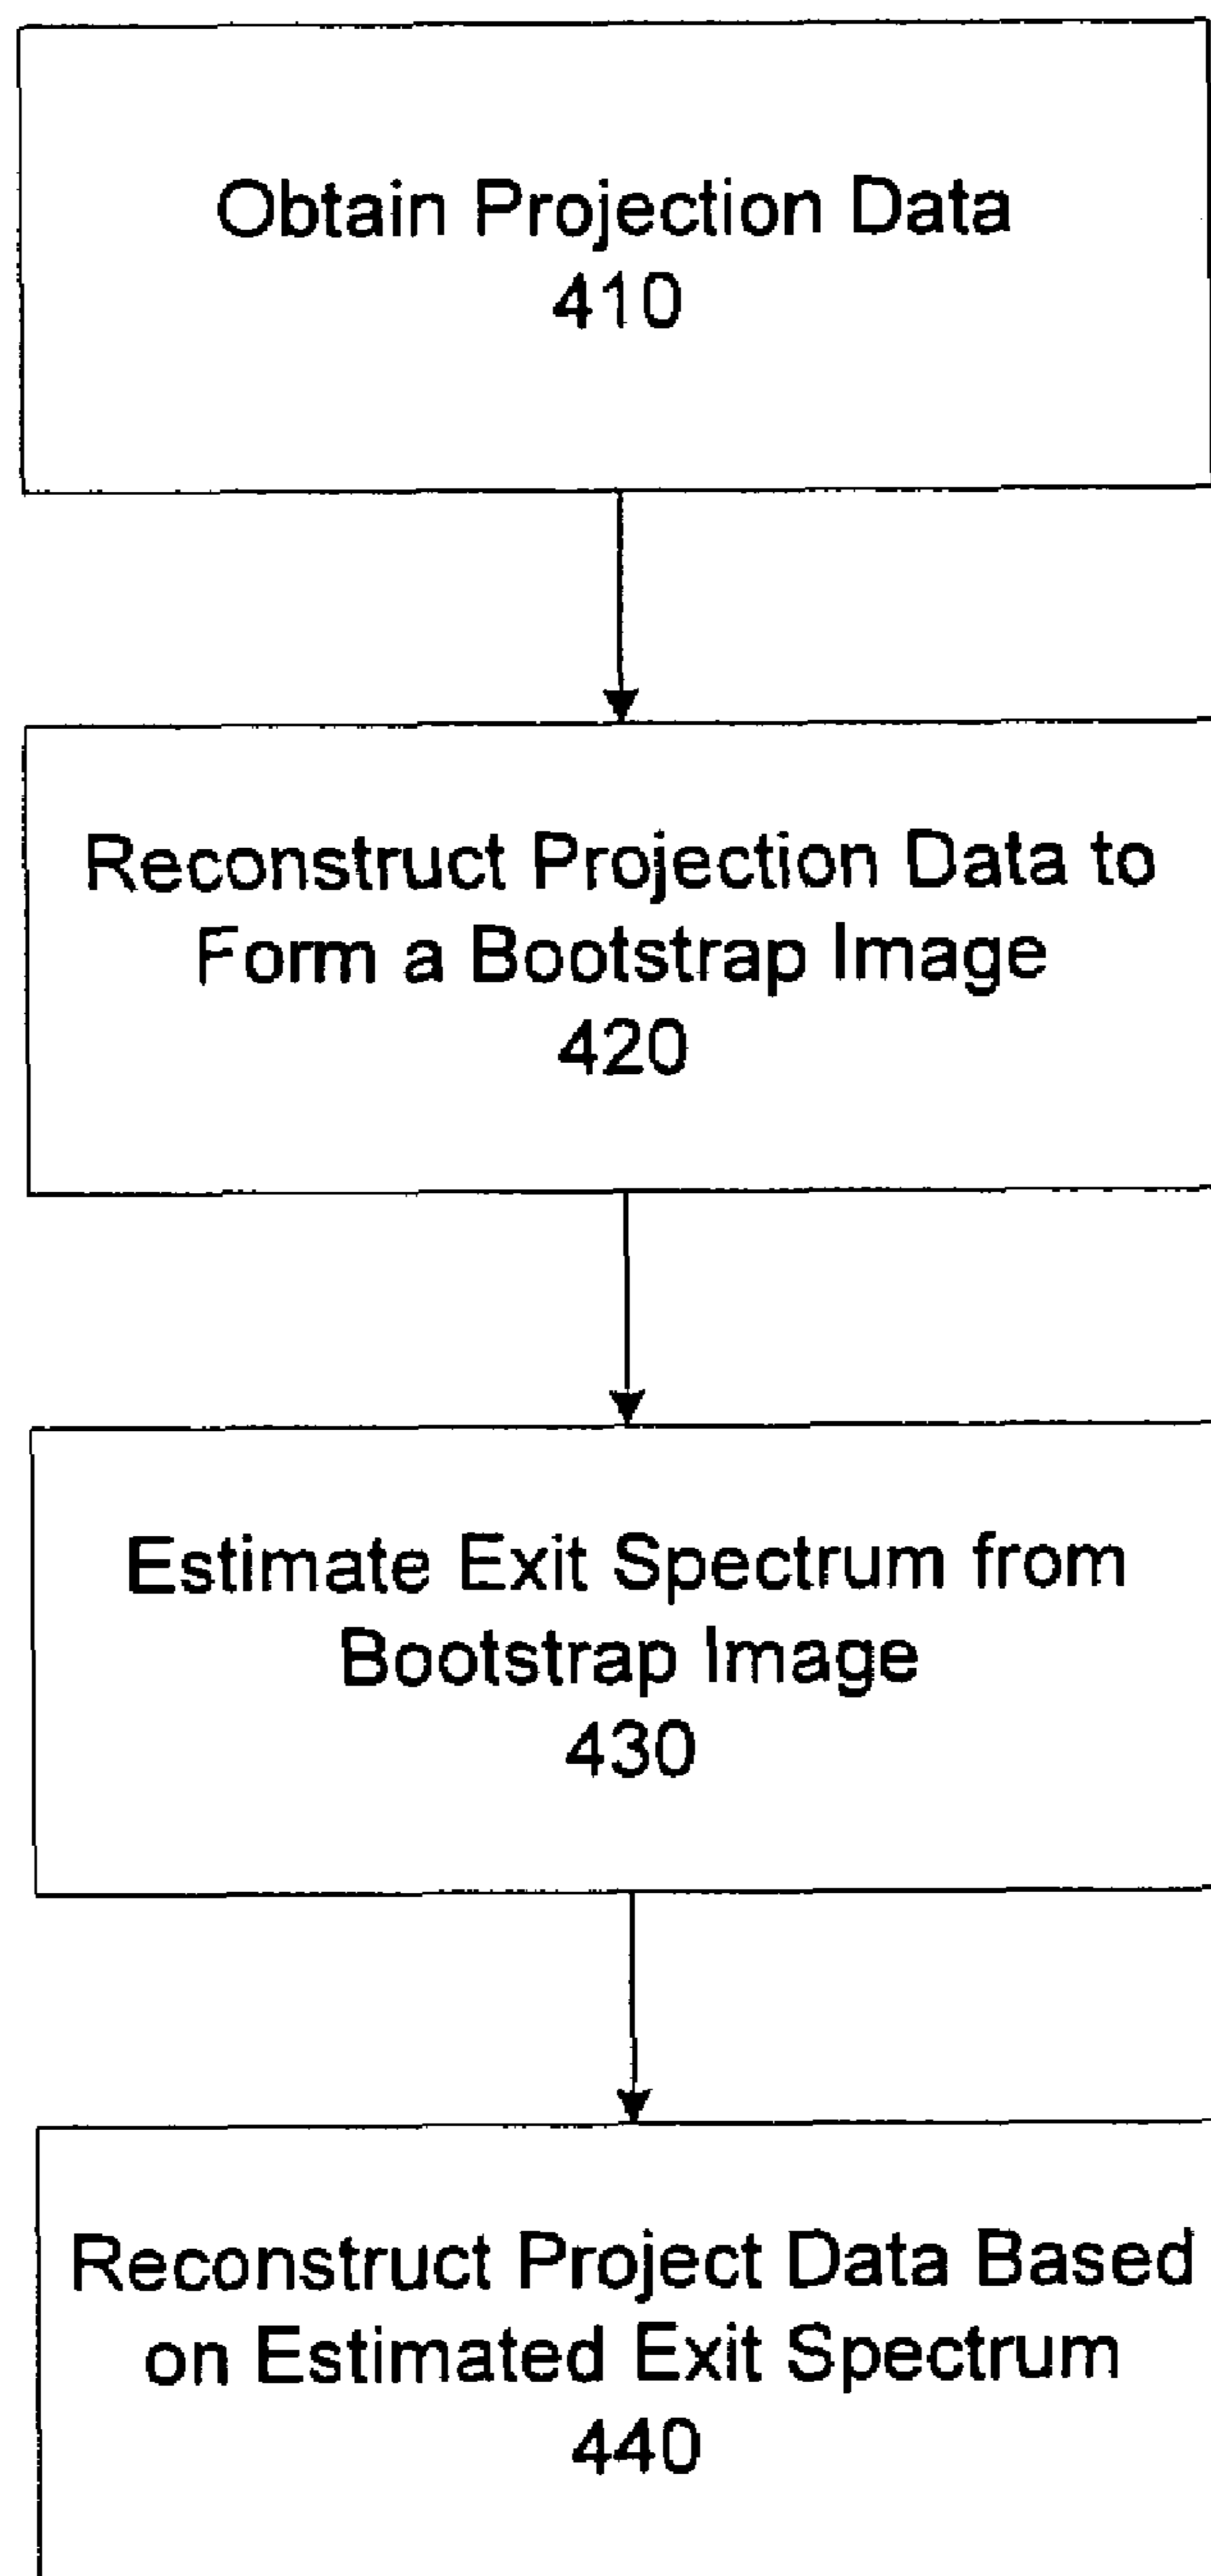 Obtain Projection Data
410
Reconstruct Projection Data to
Form a Bootstrap Image
420
Estimate Exit Spectrum from
Bootstrap Image
430
Reconstruct Project Data Based
on Estimated Exit Spectrum
440